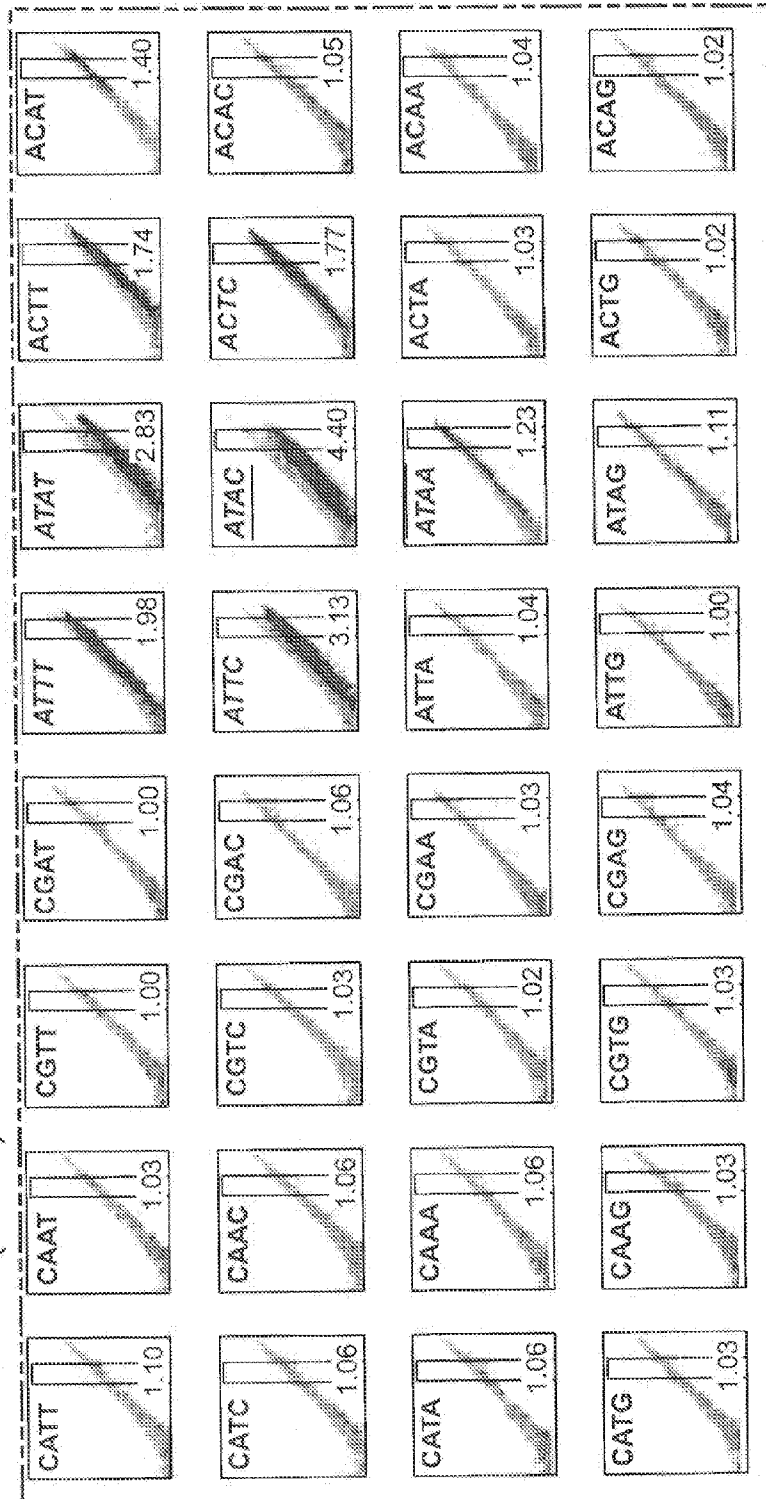 CATT CAAT CGTT CGAT ATTT ATAT ACTT ACAT
1.10 1.03 1.00 1.00 1.98 2.83 1.74 1.40
CATC CAAC CGTC CGAC ATTC ATAC ACTC ACAC
1.06 1.06 1.03 1.06 3.13 4.40 1.77 1.05
CATA CAAA CGTA CGAA ATTA ATAA ACTA ACAA
1.06 1.06 1.02 1.03 1.04 1.23 1.03 1.04
CATG CAAG CGTG CGAG ATTG ATAG ACTG ACAG
1.03 1.03 1.03 1.04 1.00 1.11 1.02 1.02